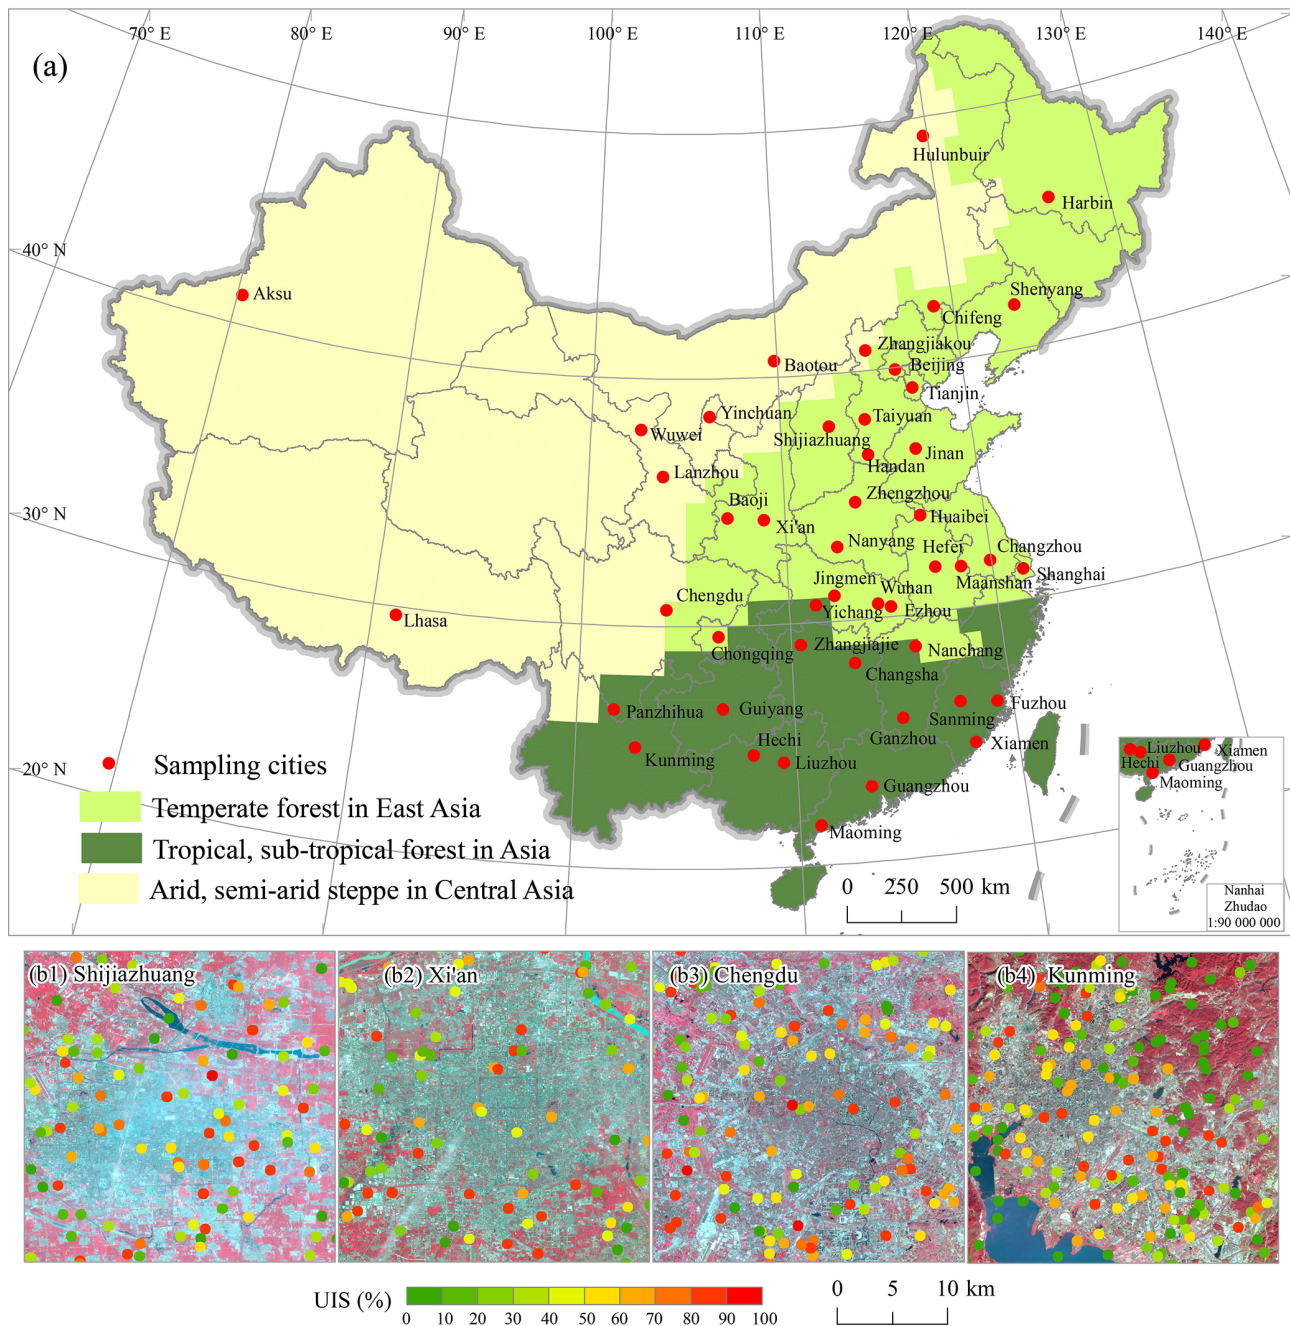 70° E
80° E
90° E
100° E
110° E
120° E
130° E
140° E
(a)
Hulunbuir
Harbin
40° N
Aksu
Shenyang
Chifeng
Zhangjiakou
Baotou
Beijing
Tianjin
Yinchuan
Taiyuan
Wuwei
Shijiazhuang
Jinan
Handan
Lanzhou
Baoji
Zhengzhou
30° N
Xi'an
Huaibei
Nanyang
Hefei
Changzhou
Shanghai
Jingmen
Maanshan
Wuhan
Chengdu
Yichang
Ezhou
Lhasa
Zhangjiajie
Nanchang
Chongqing
Changsha
Panzhihua
Guiyang
Fuzhou
Sanming
Hechi
Ganzhou
Xiamen
Kunming
Liuzhou
Guangzhou
Maoming
20° N
Sampling cities
Temperate forest in East Asia
Tropical, sub-tropical forest in Asia
Arid, semi-arid steppe in Central Asia
0 250 500 km
Liuzhou
Xiamen
Hechi
Guangzhou
Maoming
Nanhai
Zhudao
1:90 000 000
(b1) Shijiazhuang
(b2) Xi'an
(b3) Chengdu
(b4) Kunming
UIS (%)
0 10 20 30 40 50 60 70 80 90 100
0 5 10 km